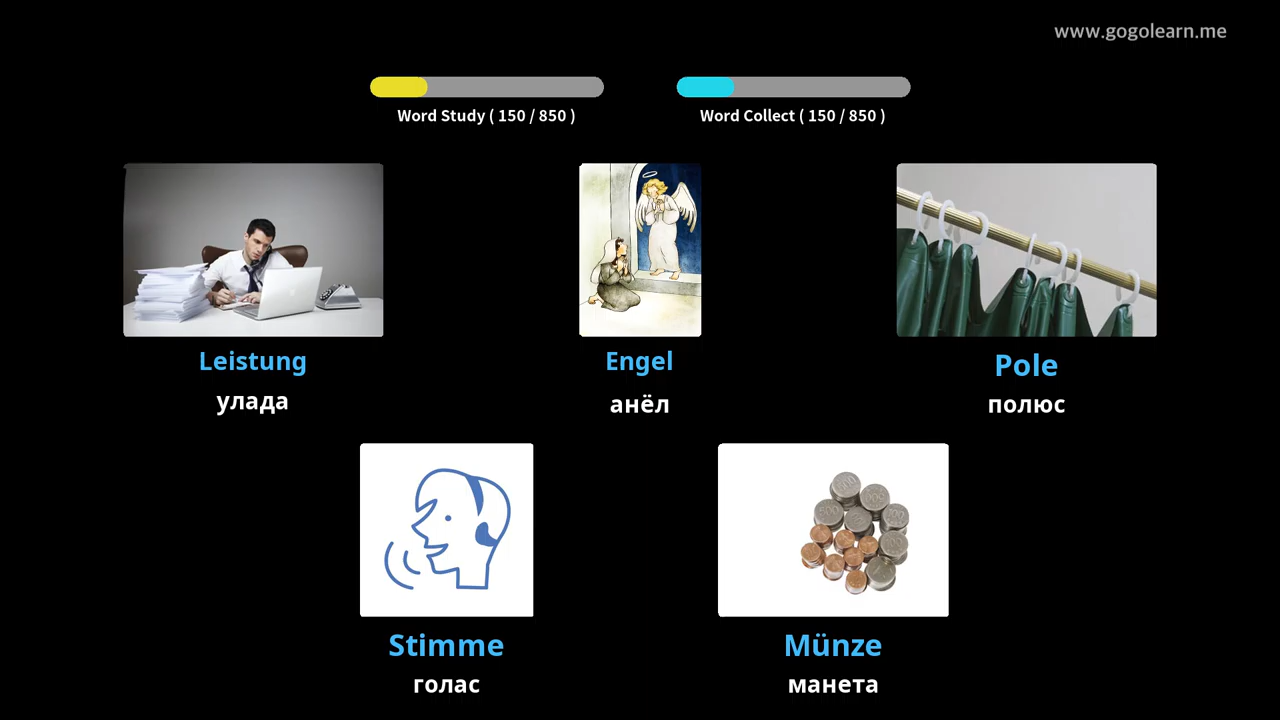 www.gogolearn.me
Word Study ( 150 / 850 )
Word Collect ( 150 / 850 )
Leistung
улада
Engel
анёл
Pole
полюс
Stimme
голас
Münze
манета